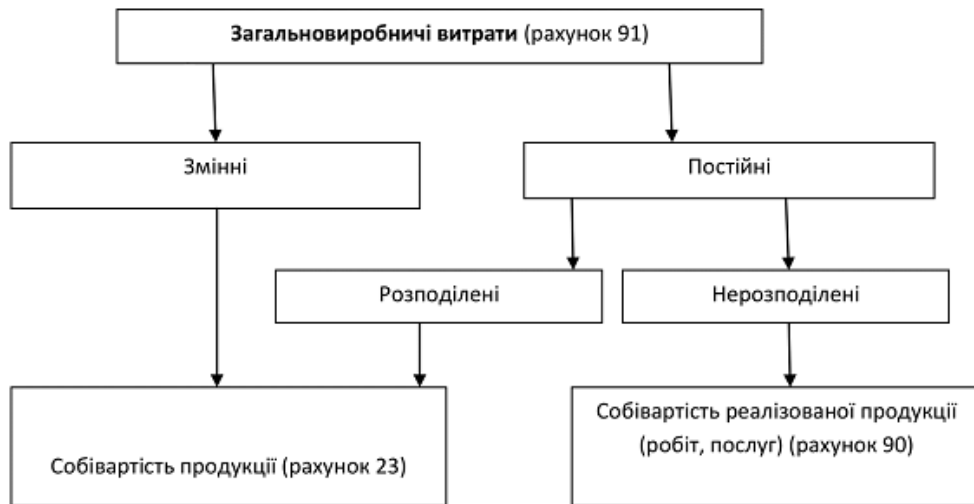 Загальновиробничі витрати (рахунок 91)
Змінні
Постійні
Розподілені
Нерозподілені
Собівартість продукції (рахунок 23)
Собівартість реалізованої продукції
(робіт, послуг) (рахунок 90)